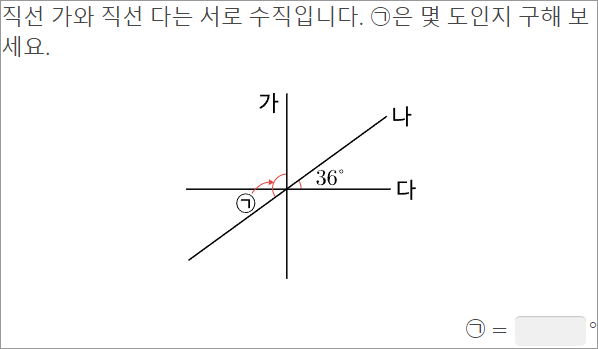 직선 가와 직선 다는 서로 수직입니다. ㉠은 몇 도인지 구해 보
세요.
가
나
36°
다
㉠
㉠ = °